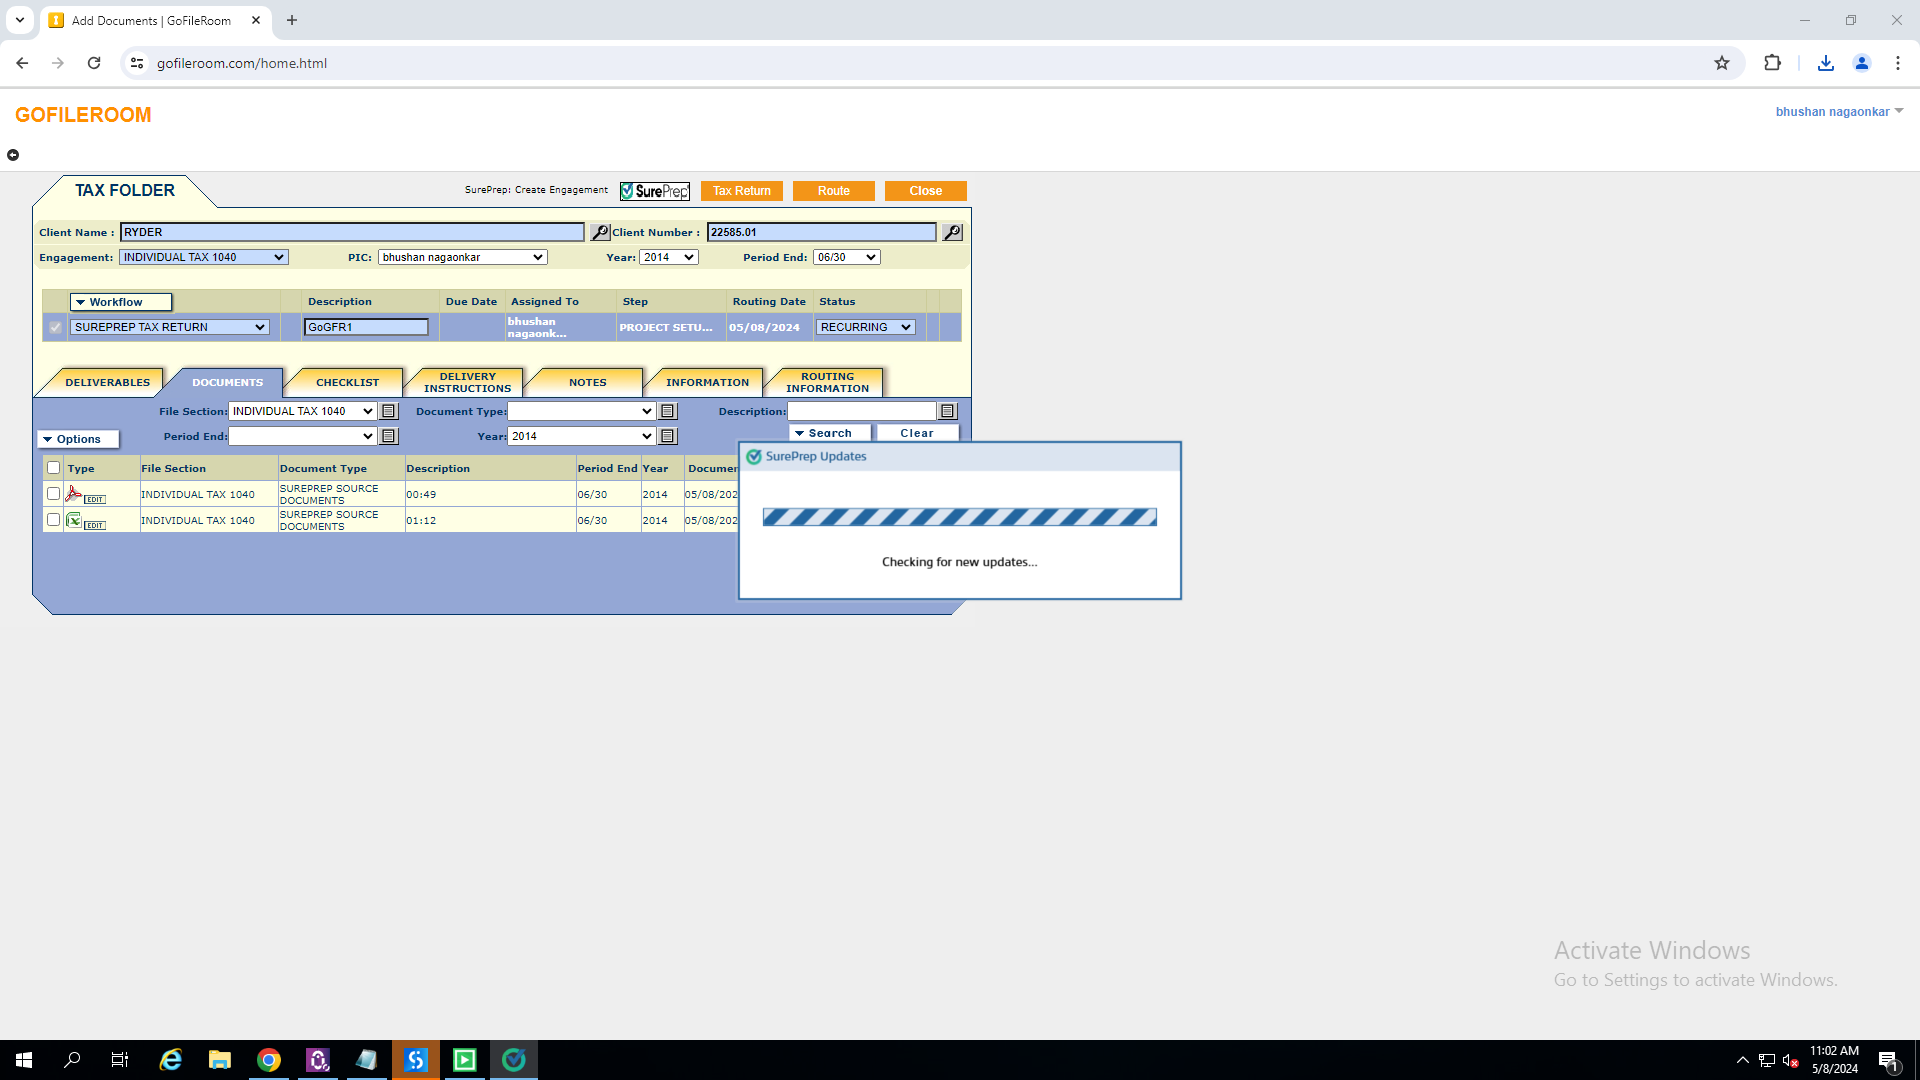 Add Documents | GoFileRoom
gofileroom.com/home.html
GOFILEROOM
bhushan nagaonkar
TAX FOLDER
SurePrep: Create Engagement
SurePrep
Tax Return
Route
Close
Client Name : RYDER
Client Number : 22585.01
Engagement: INDIVIDUAL TAX 1040
PIC: bhushan nagaonkar
Year: 2014
Period End: 06/30
Workflow
Description
Due Date
Assigned To
Step
Routing Date
Status
SUREPREP TAX RETURN
GoGFR1
bhushan
nagaonk...
PROJECT SETU...
05/08/2024
RECURRING
DELIVERABLES
DOCUMENTS
CHECKLIST
DELIVERY
INSTRUCTIONS
NOTES
INFORMATION
ROUTING
INFORMATION
File Section: INDIVIDUAL TAX 1040
Document Type:
Description:
Options
Period End:
Year: 2014
Search
Clear
Type
File Section
Document Type
Description
Period End
Year
Documen
EDIT
INDIVIDUAL TAX 1040
SUREPREP SOURCE
DOCUMENTS
00:49
06/30
2014
05/08/202
EDIT
INDIVIDUAL TAX 1040
SUREPREP SOURCE
DOCUMENTS
01:12
06/30
2014
05/08/202
SurePrep Updates
Checking for new updates...
Activate Windows
Go to Settings to activate Windows.
11:02 AM
5/8/2024
1